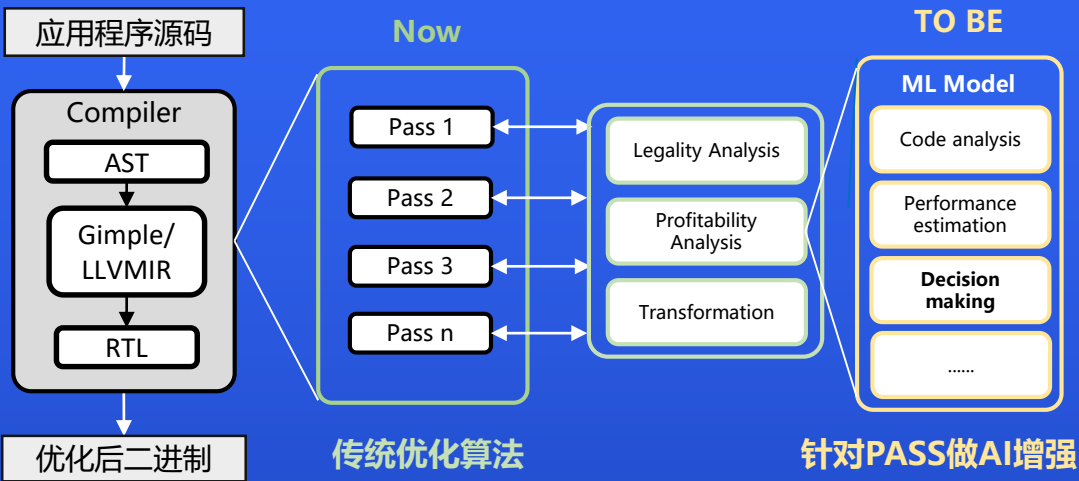 应用程序源码
Compiler
AST
Gimple/
LLVMIR
RTL
优化后二进制
Now
Pass 1
Pass 2
Pass 3
Pass n
传统优化算法
Legality Analysis
Profitability
Analysis
Transformation
TO BE
ML Model
Code analysis
Performance
estimation
Decision
making
......
针对PASS做AI增强